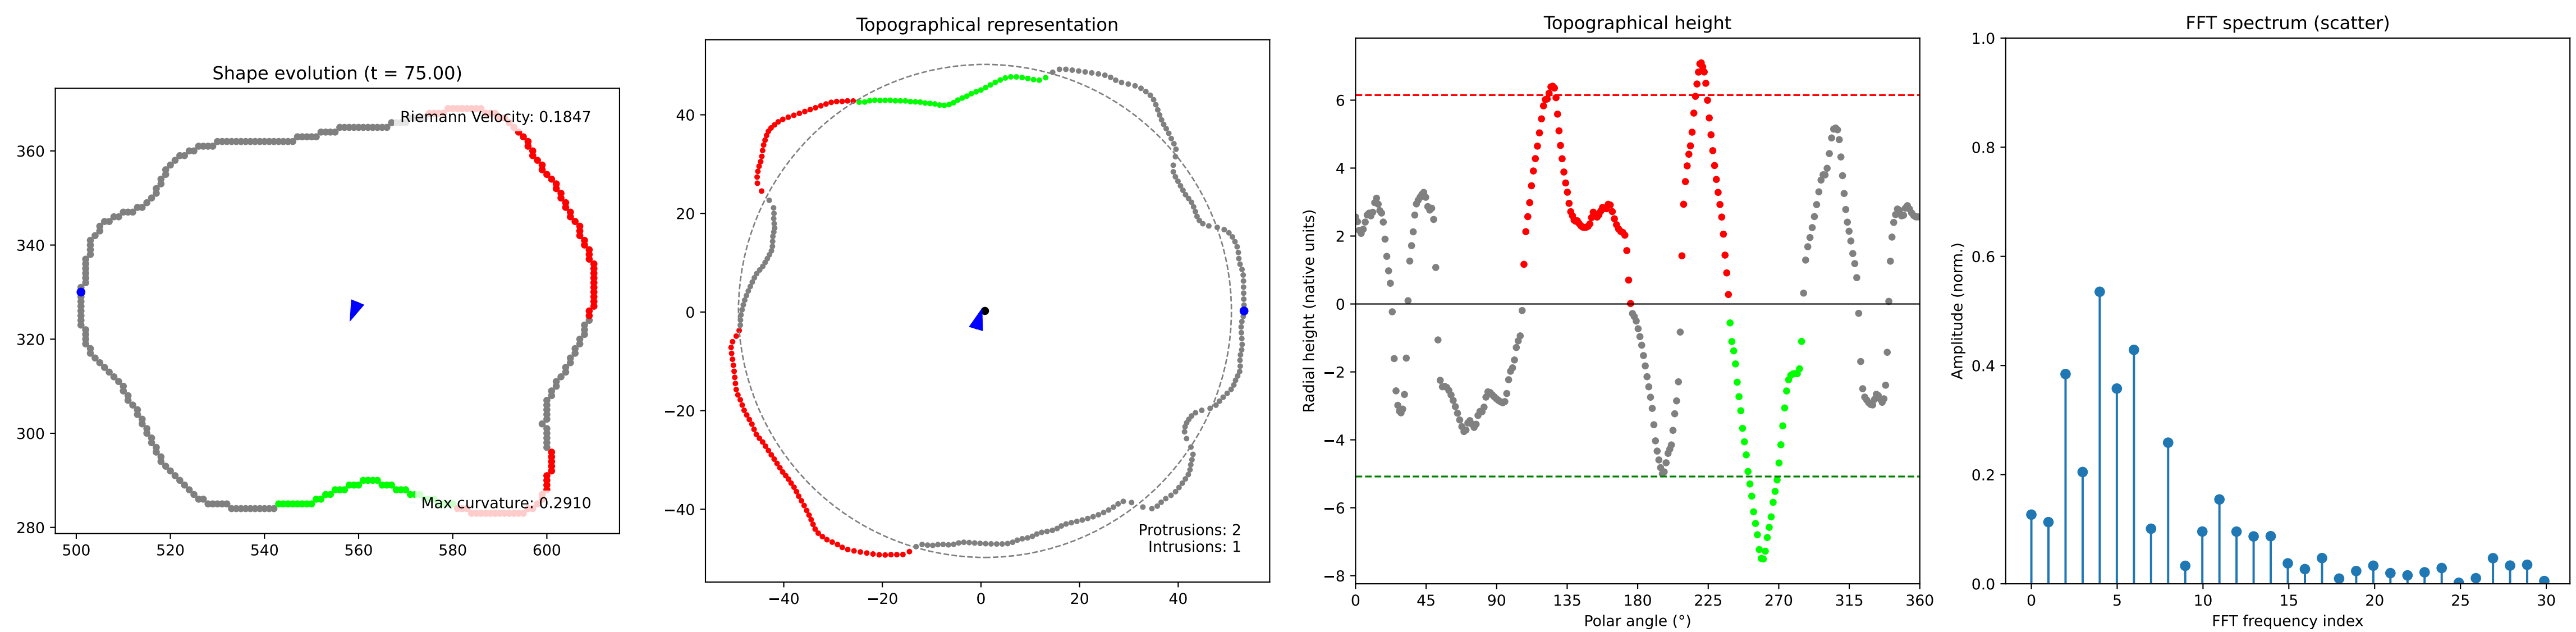 Shape evolution (t = 75.00)
Riemann Velocity: 0.1847
Max curvature: 0.2910
360
340
320
300
280
500 520 540 560 580 600
Topographical representation
40
20
0
−20
−40
−40 −20 0 20 40
Protrusions: 2
Intrusions: 1
Topographical height
Radial height (native units)
6
4
2
0
−2
−4
−6
−8
0 45 90 135 180 225 270 315 360
Polar angle (°)
FFT spectrum (scatter)
Amplitude (norm.)
1.0
0.8
0.6
0.4
0.2
0.0
0 5 10 15 20 25 30
FFT frequency index